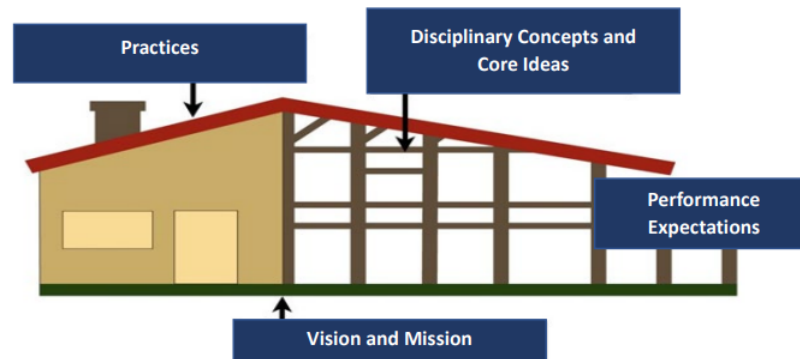 Practices
Disciplinary Concepts and
Core Ideas
Performance
Expectations
Vision and Mission